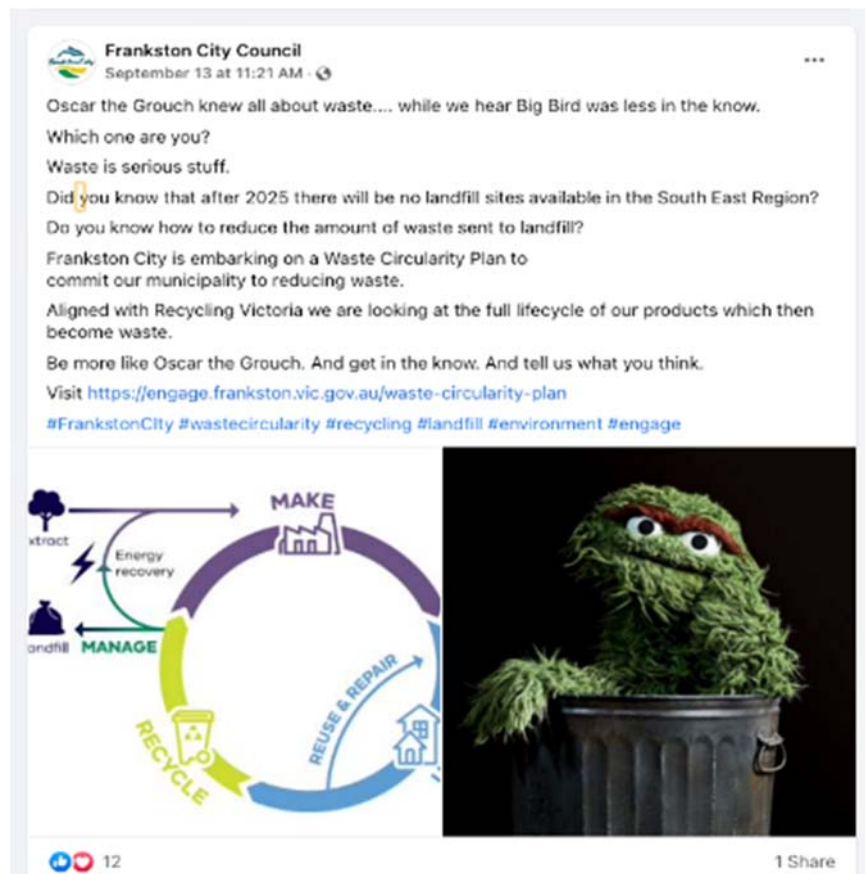 Frankston City Council
September 13 at 11:21 AM ·
Oscar the Grouch knew all about waste.... while we hear Big Bird was less in the know.
Which one are you?
Waste is serious stuff.
Did you know that after 2025 there will be no landfill sites available in the South East Region?
Do you know how to reduce the amount of waste sent to landfill?
Frankston City is embarking on a Waste Circularity Plan to
commit our municipality to reducing waste.
Aligned with Recycling Victoria we are looking at the full lifecycle of our products which then
become waste.
Be more like Oscar the Grouch. And get in the know. And tell us what you think.
Visit https://engage.frankston.vic.gov.au/waste-circularity-plan
#FrankstonCIty #wastecircularity #recycling #landfill #environment #engage
MAKE
xtract
Energy
recovery
ondfill MANAGE
REUSE & REPAIR
RECYCLE
12
1 Share